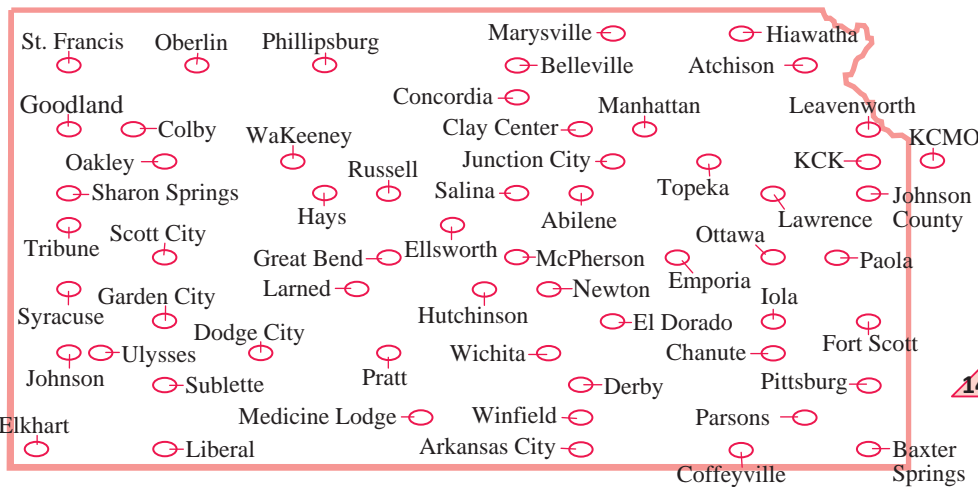 Marysville
Hiawatha
St. Francis
Oberlin
Phillipsburg
Belleville
Atchison
Concordia
Goodland
Manhattan
Leavenworth
Colby
WaKeeney
Clay Center
KCMO
Oakley
Russell
Junction City
Topeka
KCK
Sharon Springs
Hays
Salina
Abilene
Lawrence
Johnson
County
Tribune
Scott City
Ellsworth
Ottawa
Great Bend
McPherson
Emporia
Paola
Syracuse
Garden City
Larned
Hutchinson
Newton
Iola
Dodge City
El Dorado
Fort Scott
Johnson
Ulysses
Pratt
Wichita
Chanute
Sublette
Derby
Pittsburg
14
Elkhart
Medicine Lodge
Winfield
Parsons
Liberal
Arkansas City
Coffeyville
Baxter
Springs